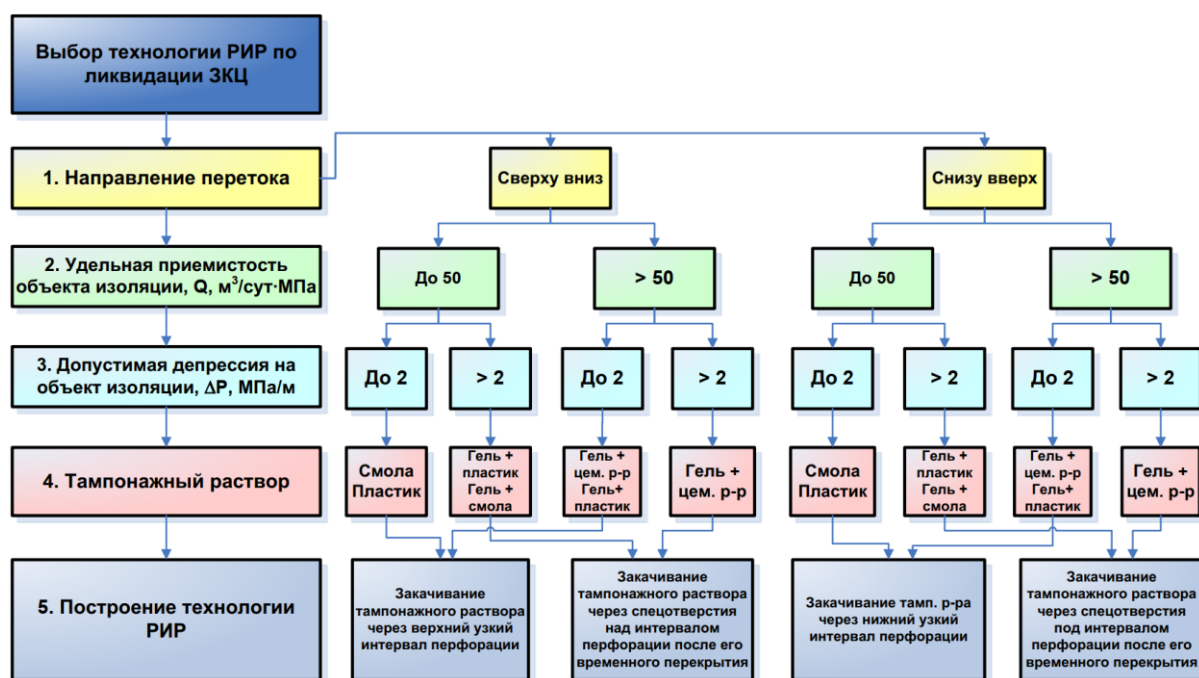 Выбор технологии РИР по
ликвидации ЗКЦ
1. Направление перетока
Сверху вниз
Снизу вверх
2. Удельная приемистость
объекта изоляции, Q, м³/сут·МПа
До 50
> 50
До 50
> 50
3. Допустимая депрессия на
объект изоляции, ΔP, МПа/м
До 2
> 2
До 2
> 2
До 2
> 2
До 2
> 2
4. Тампонажный раствор
Смола
Пластик
Гель +
пластик
Гель +
смола
Гель +
цем. р-р
Гель+
пластик
Гель +
цем. р-р
Смола
Пластик
Гель +
пластик
Гель +
смола
Гель +
цем. р-р
Гель+
пластик
Гель +
цем. р-р
5. Построение технологии
РИР
Закачивание
тампонажного раствора
через верхний узкий
интервал перфорации
Закачивание
тампонажного раствора
через спецотверстия
над интервалом
перфорации после его
временного перекрытия
Закачивание тамп. р-ра
через нижний узкий
интервал перфорации
Закачивание
тампонажного раствора
через спецотверстия
под интервалом
перфорации после его
временного перекрытия